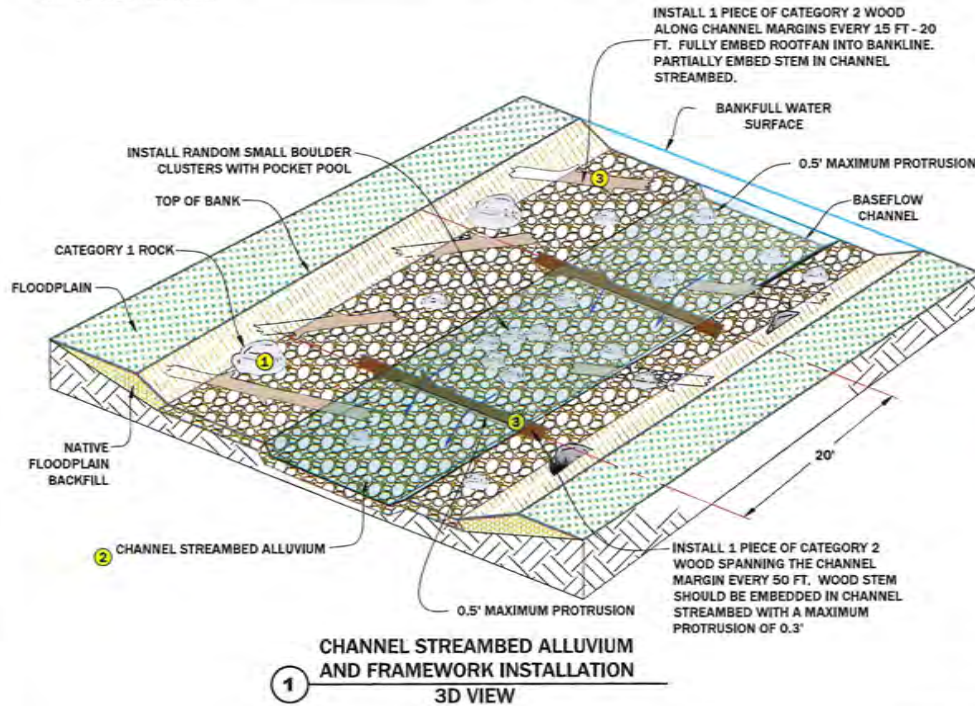 INSTALL 1 PIECE OF CATEGORY 2 WOOD
ALONG CHANNEL MARGINS EVERY 15 FT - 20
FT. FULLY EMBED ROOTFAN INTO BANKLINE.
PARTIALLY EMBED STEM IN CHANNEL
STREAMBED.
BANKFULL WATER
SURFACE
INSTALL RANDOM SMALL BOULDER
CLUSTERS WITH POCKET POOL
0.5' MAXIMUM PROTRUSION
3
TOP OF BANK
BASEFLOW
CHANNEL
CATEGORY 1 ROCK
FLOODPLAIN
1
3
NATIVE
FLOODPLAIN
BACKFILL
20'
2 CHANNEL STREAMBED ALLUVIUM
INSTALL 1 PIECE OF CATEGORY 2
WOOD SPANNING THE CHANNEL
MARGIN EVERY 50 FT. WOOD STEM
SHOULD BE EMBEDDED IN CHANNEL
STREAMBED WITH A MAXIMUM
PROTRUSION OF 0.3'
0.5' MAXIMUM PROTRUSION
CHANNEL STREAMBED ALLUVIUM
AND FRAMEWORK INSTALLATION
1
3D VIEW